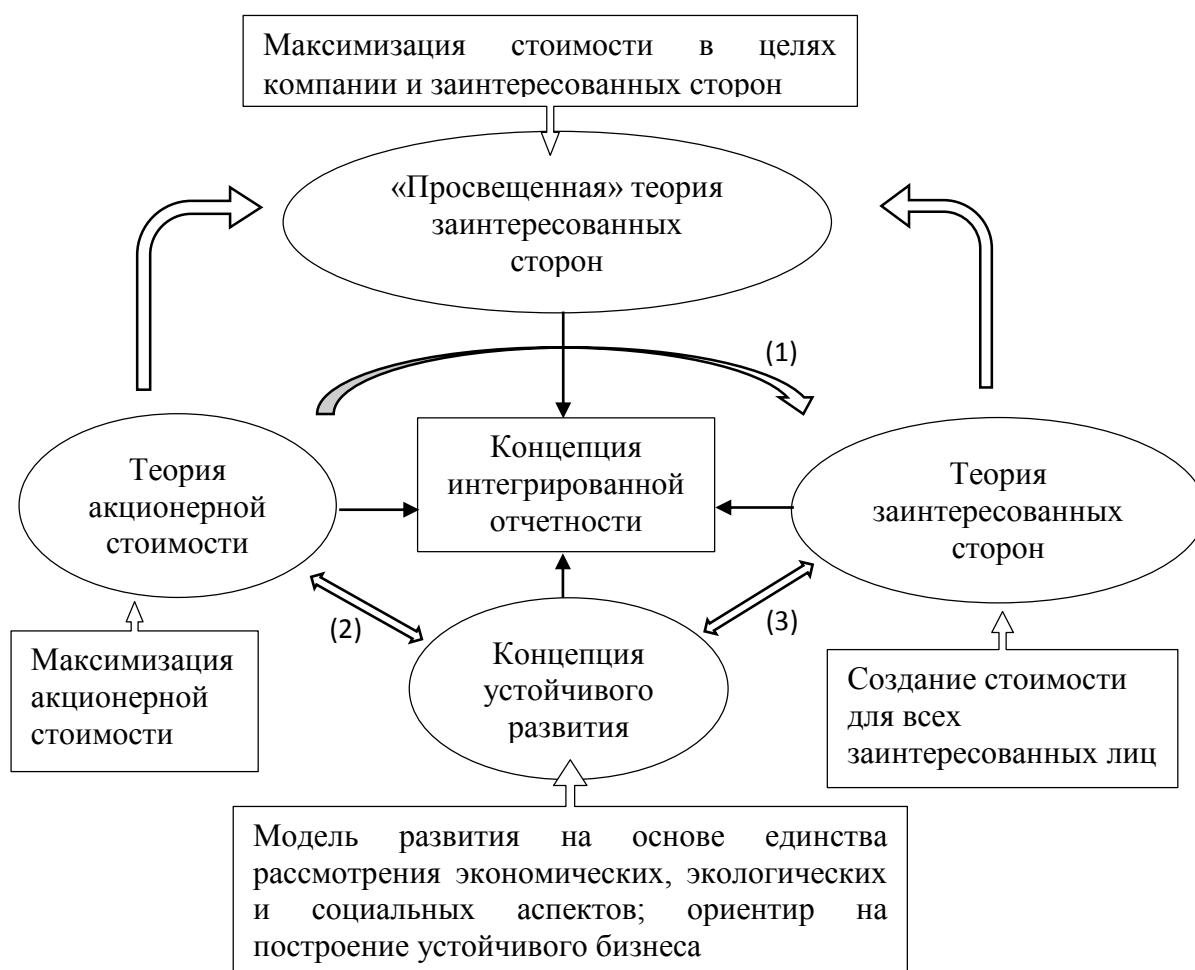 Максимизация стоимости в целях
компании и заинтересованных сторон
«Просвещенная» теория
заинтересованных
сторон
(1)
Теория
акционерной
стоимости
Концепция
интегрированной
отчетности
Теория
заинтересованных
сторон
(2)
(3)
Максимизация
акционерной
стоимости
Концепция
устойчивого
развития
Создание стоимости
для всех
заинтересованных лиц
Модель развития на основе единства
рассмотрения экономических, экологических
и социальных аспектов; ориентир на
построение устойчивого бизнеса